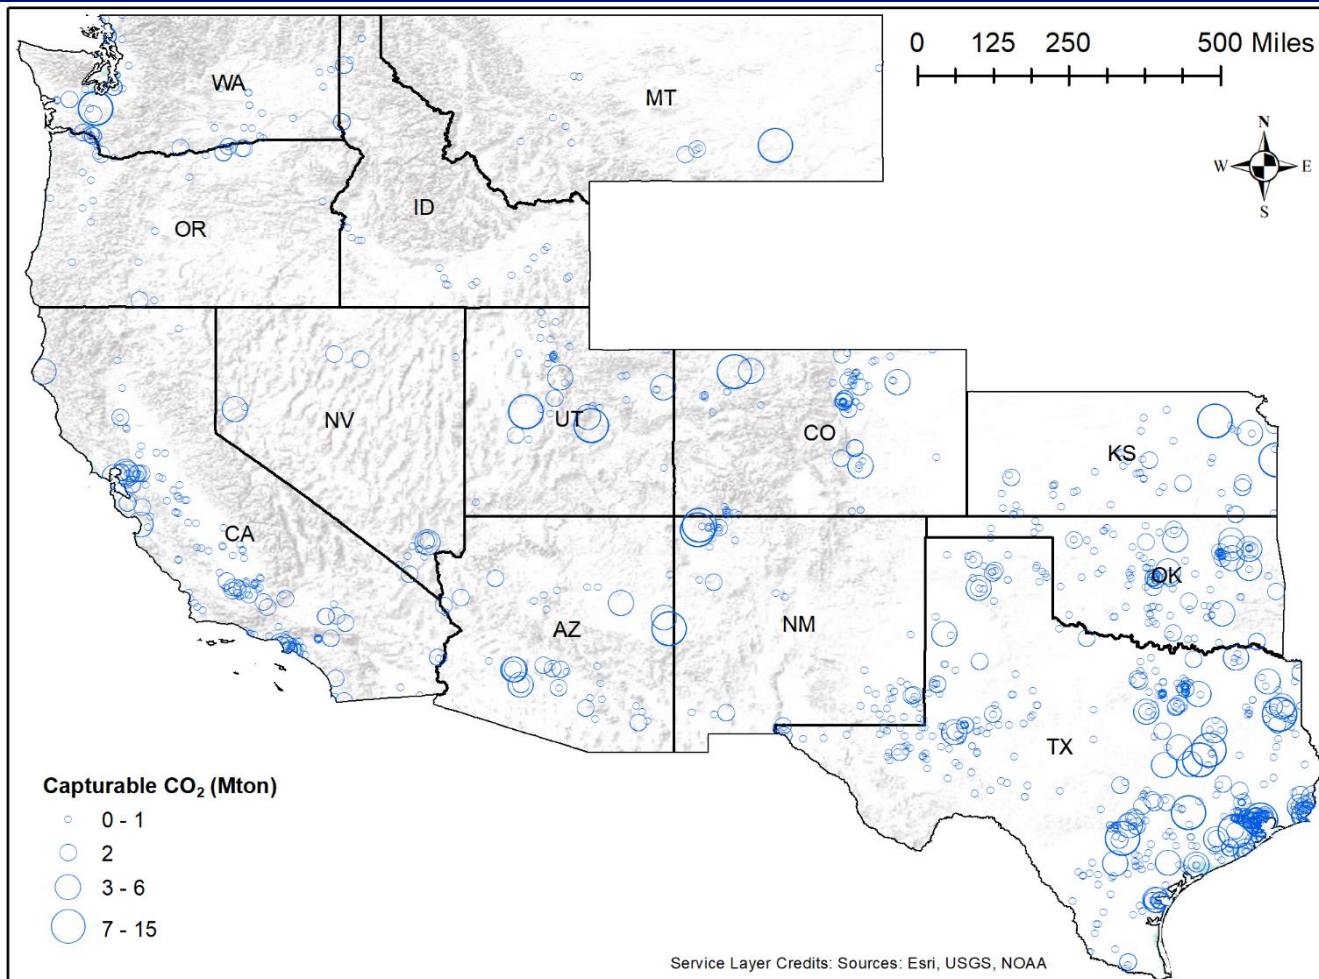 0 125 250 500 Miles
N
W E
S
WA
MT
OR
ID
NV
UT
CO
KS
CA
AZ
NM
OK
TX
Capturable CO₂ (Mton)
0 - 1
2
3 - 6
7 - 15
Service Layer Credits: Sources: Esri, USGS, NOAA